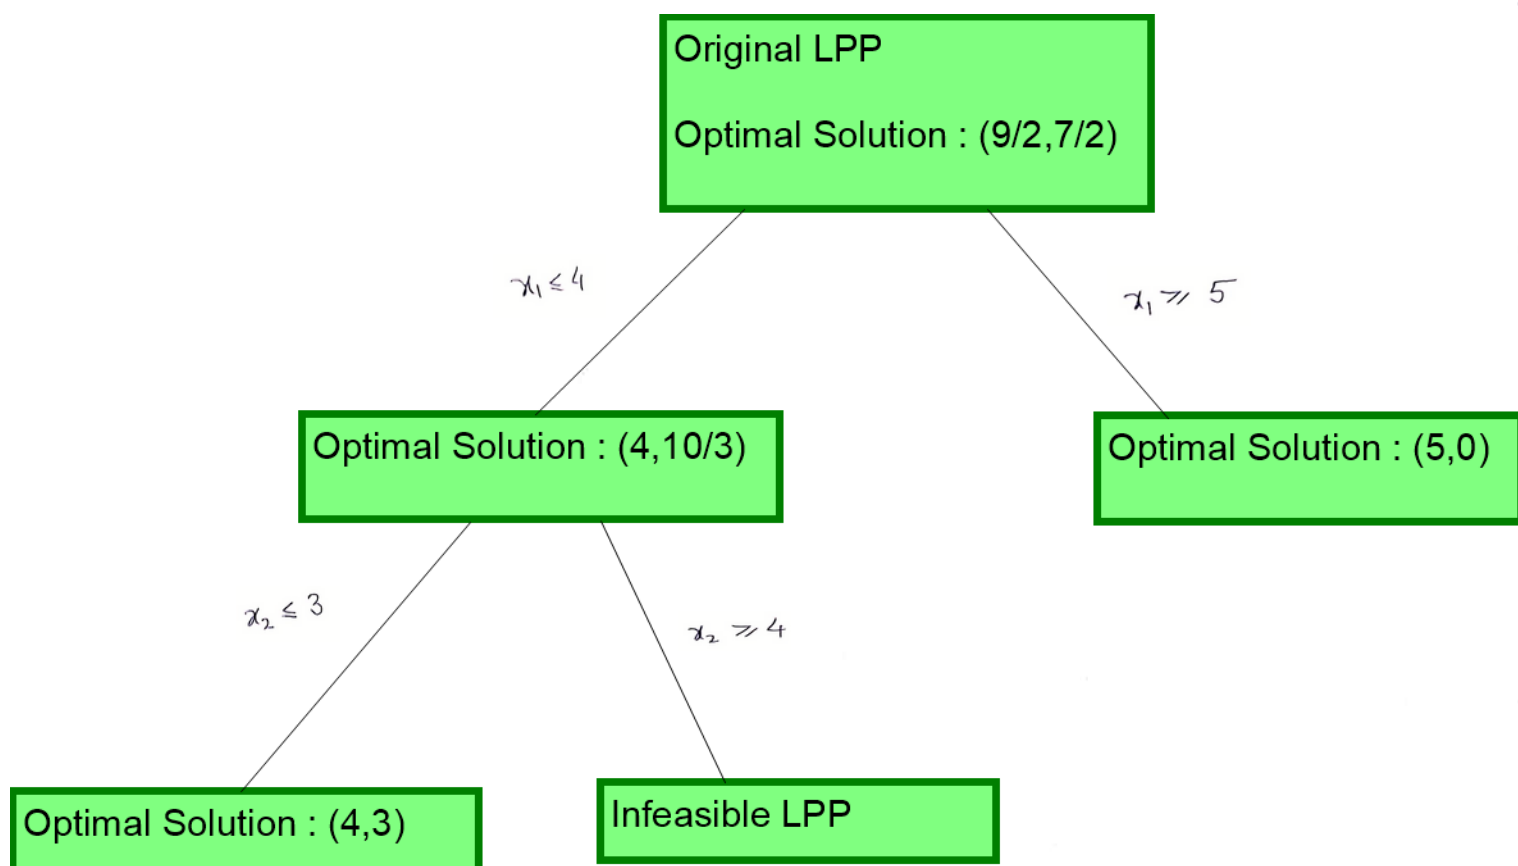 Original LPP
Optimal Solution : (9/2,7/2)
x₁ ≤ 4
x₁ ≥ 5
Optimal Solution : (4,10/3)
Optimal Solution : (5,0)
x₂ ≤ 3
x₂ ≥ 4
Optimal Solution : (4,3)
Infeasible LPP